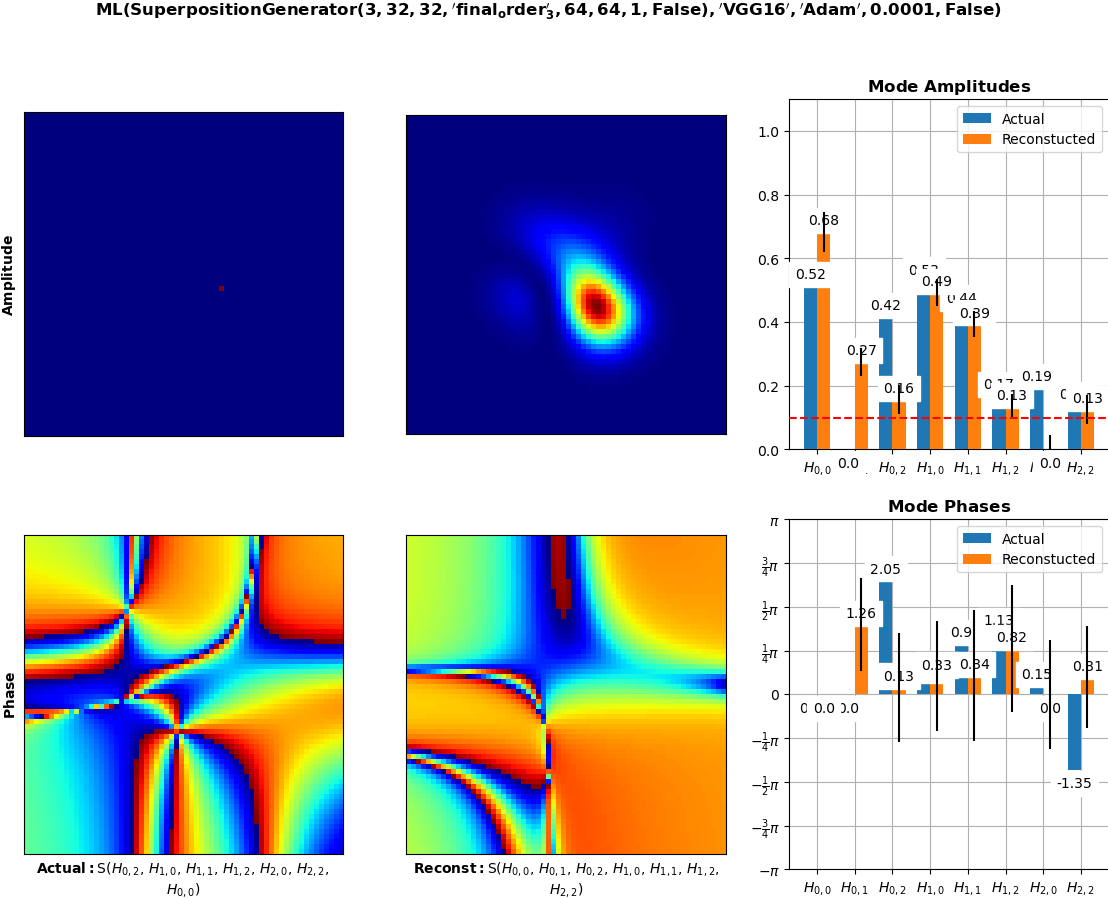 ML(SuperpositionGenerator(3, 32, 32, ′final_order_3′, 64, 64, 1, False), ′VGG16′, ′Adam′, 0.0001, False)
Mode Amplitudes
Amplitude
Actual
Reconstucted
1.0
0.8
0.6
0.4
0.2
0.0
0.52
0.68
0.27
0.42
0.16
0.49
0.44
0.39
0.17
0.13
0.19
0.13
0.0
0.0
H0,0
H0,2
H1,0
H1,1
H1,2
H2,2
Mode Phases
Phase
Actual
Reconstucted
π
3/4π
1/2π
1/4π
0
−1/4π
−1/2π
−3/4π
−π
0.0
1.26
2.05
0.13
0.33
0.9
0.34
1.13
0.82
0.15
0.31
-1.35
H0,0
H0,1
H0,2
H1,0
H1,1
H1,2
H2,0
H2,2
Actual: S(H0,2, H1,0, H1,1, H1,2, H2,0, H2,2,
H0,0)
Reconst: S(H0,0, H0,1, H0,2, H1,0, H1,1, H1,2,
H2,2)